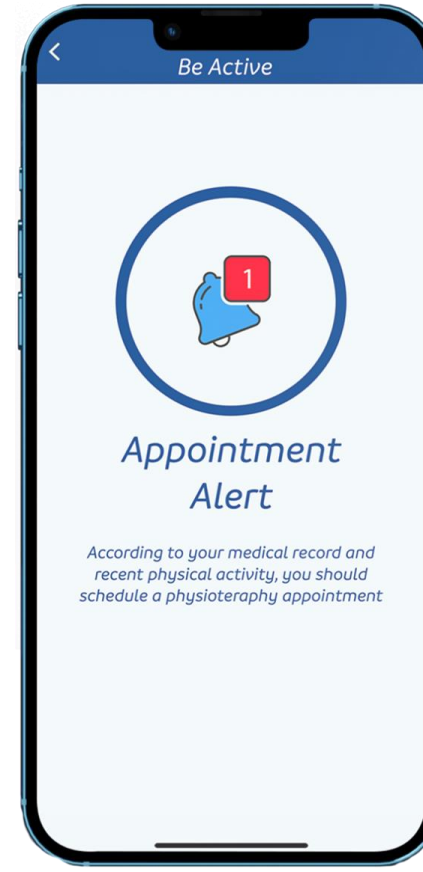 Be Active
1
Appointment
Alert
According to your medical record and
recent physical activity, you should
schedule a physioteraphy appointment